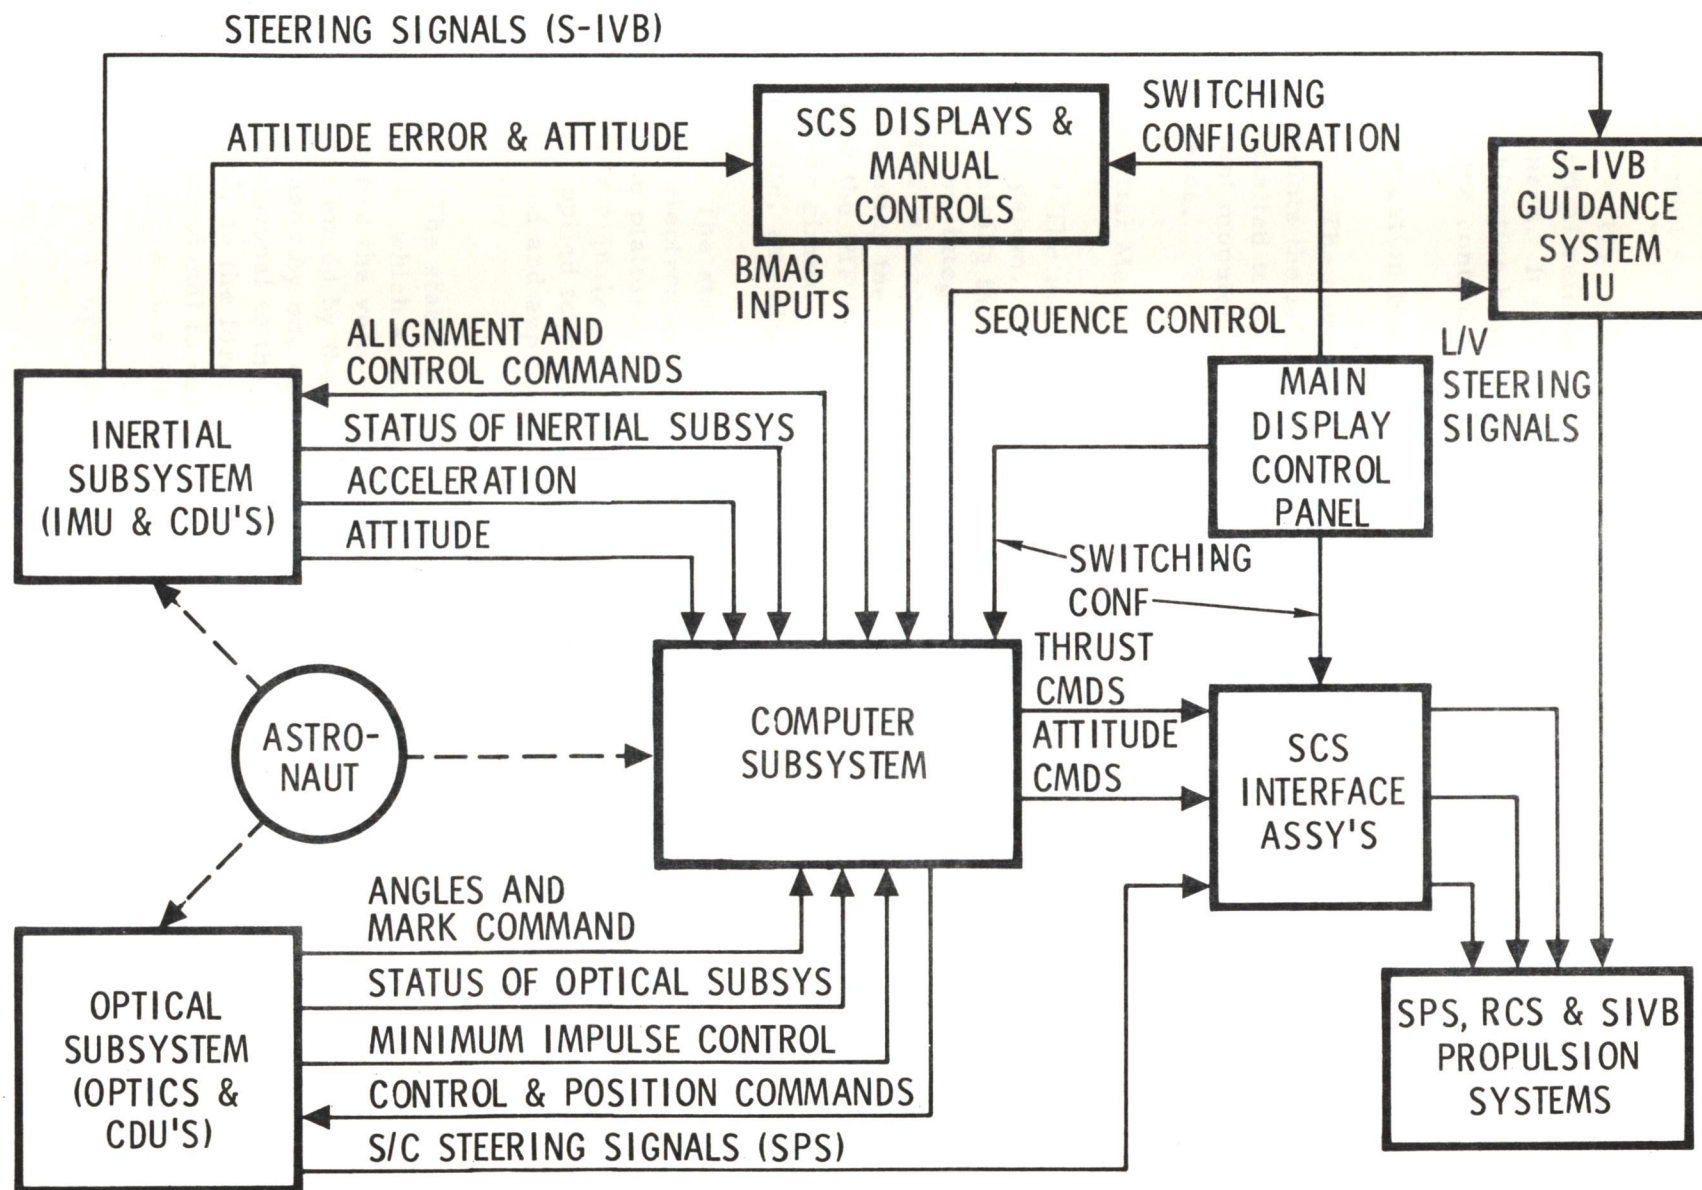 STEERING SIGNALS (S-IVB)
ATTITUDE ERROR & ATTITUDE
SCS DISPLAYS &
MANUAL
CONTROLS
SWITCHING
CONFIGURATION
S-IVB
GUIDANCE
SYSTEM
IU
BMAG
INPUTS
SEQUENCE CONTROL
L/V
STEERING
SIGNALS
ALIGNMENT AND
CONTROL COMMANDS
STATUS OF INERTIAL SUBSYS
ACCELERATION
ATTITUDE
INERTIAL
SUBSYSTEM
(IMU & CDU'S)
MAIN
DISPLAY
CONTROL
PANEL
SWITCHING
CONF
THRUST
CMDS
ATTITUDE
CMDS
ASTRO-
NAUT
COMPUTER
SUBSYSTEM
SCS
INTERFACE
ASSY'S
ANGLES AND
MARK COMMAND
STATUS OF OPTICAL SUBSYS
MINIMUM IMPULSE CONTROL
CONTROL & POSITION COMMANDS
S/C STEERING SIGNALS (SPS)
OPTICAL
SUBSYSTEM
(OPTICS &
CDU'S)
SPS, RCS & SIVB
PROPULSION
SYSTEMS